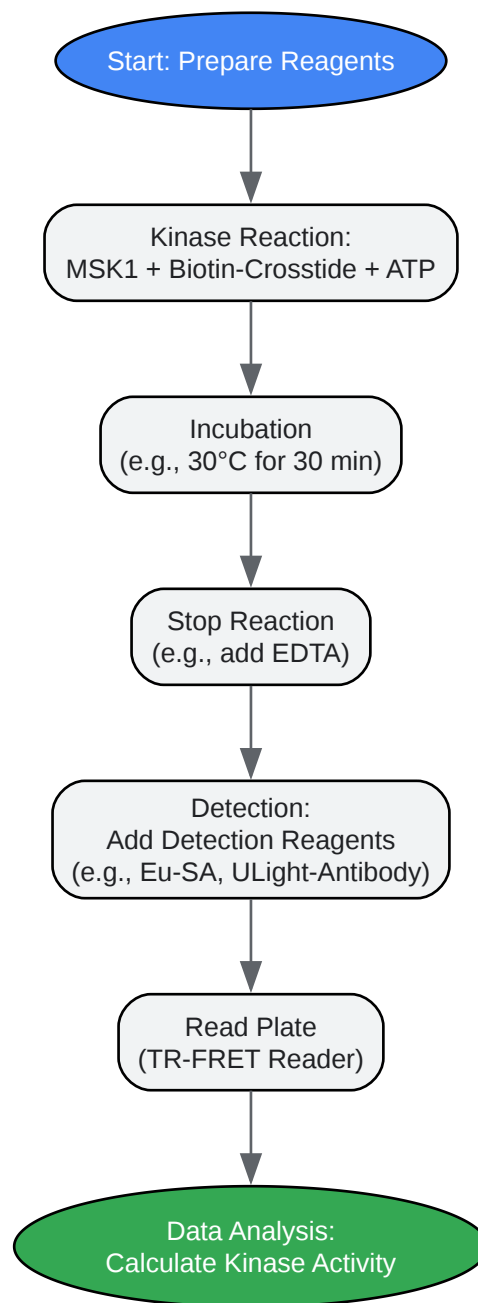 Start: Prepare Reagents
Kinase Reaction:
MSK1 + Biotin-Crosstide + ATP
Incubation
(e.g., 30°C for 30 min)
Stop Reaction
(e.g., add EDTA)
Detection:
Add Detection Reagents
(e.g., Eu-SA, ULight-Antibody)
Read Plate
(TR-FRET Reader)
Data Analysis:
Calculate Kinase Activity